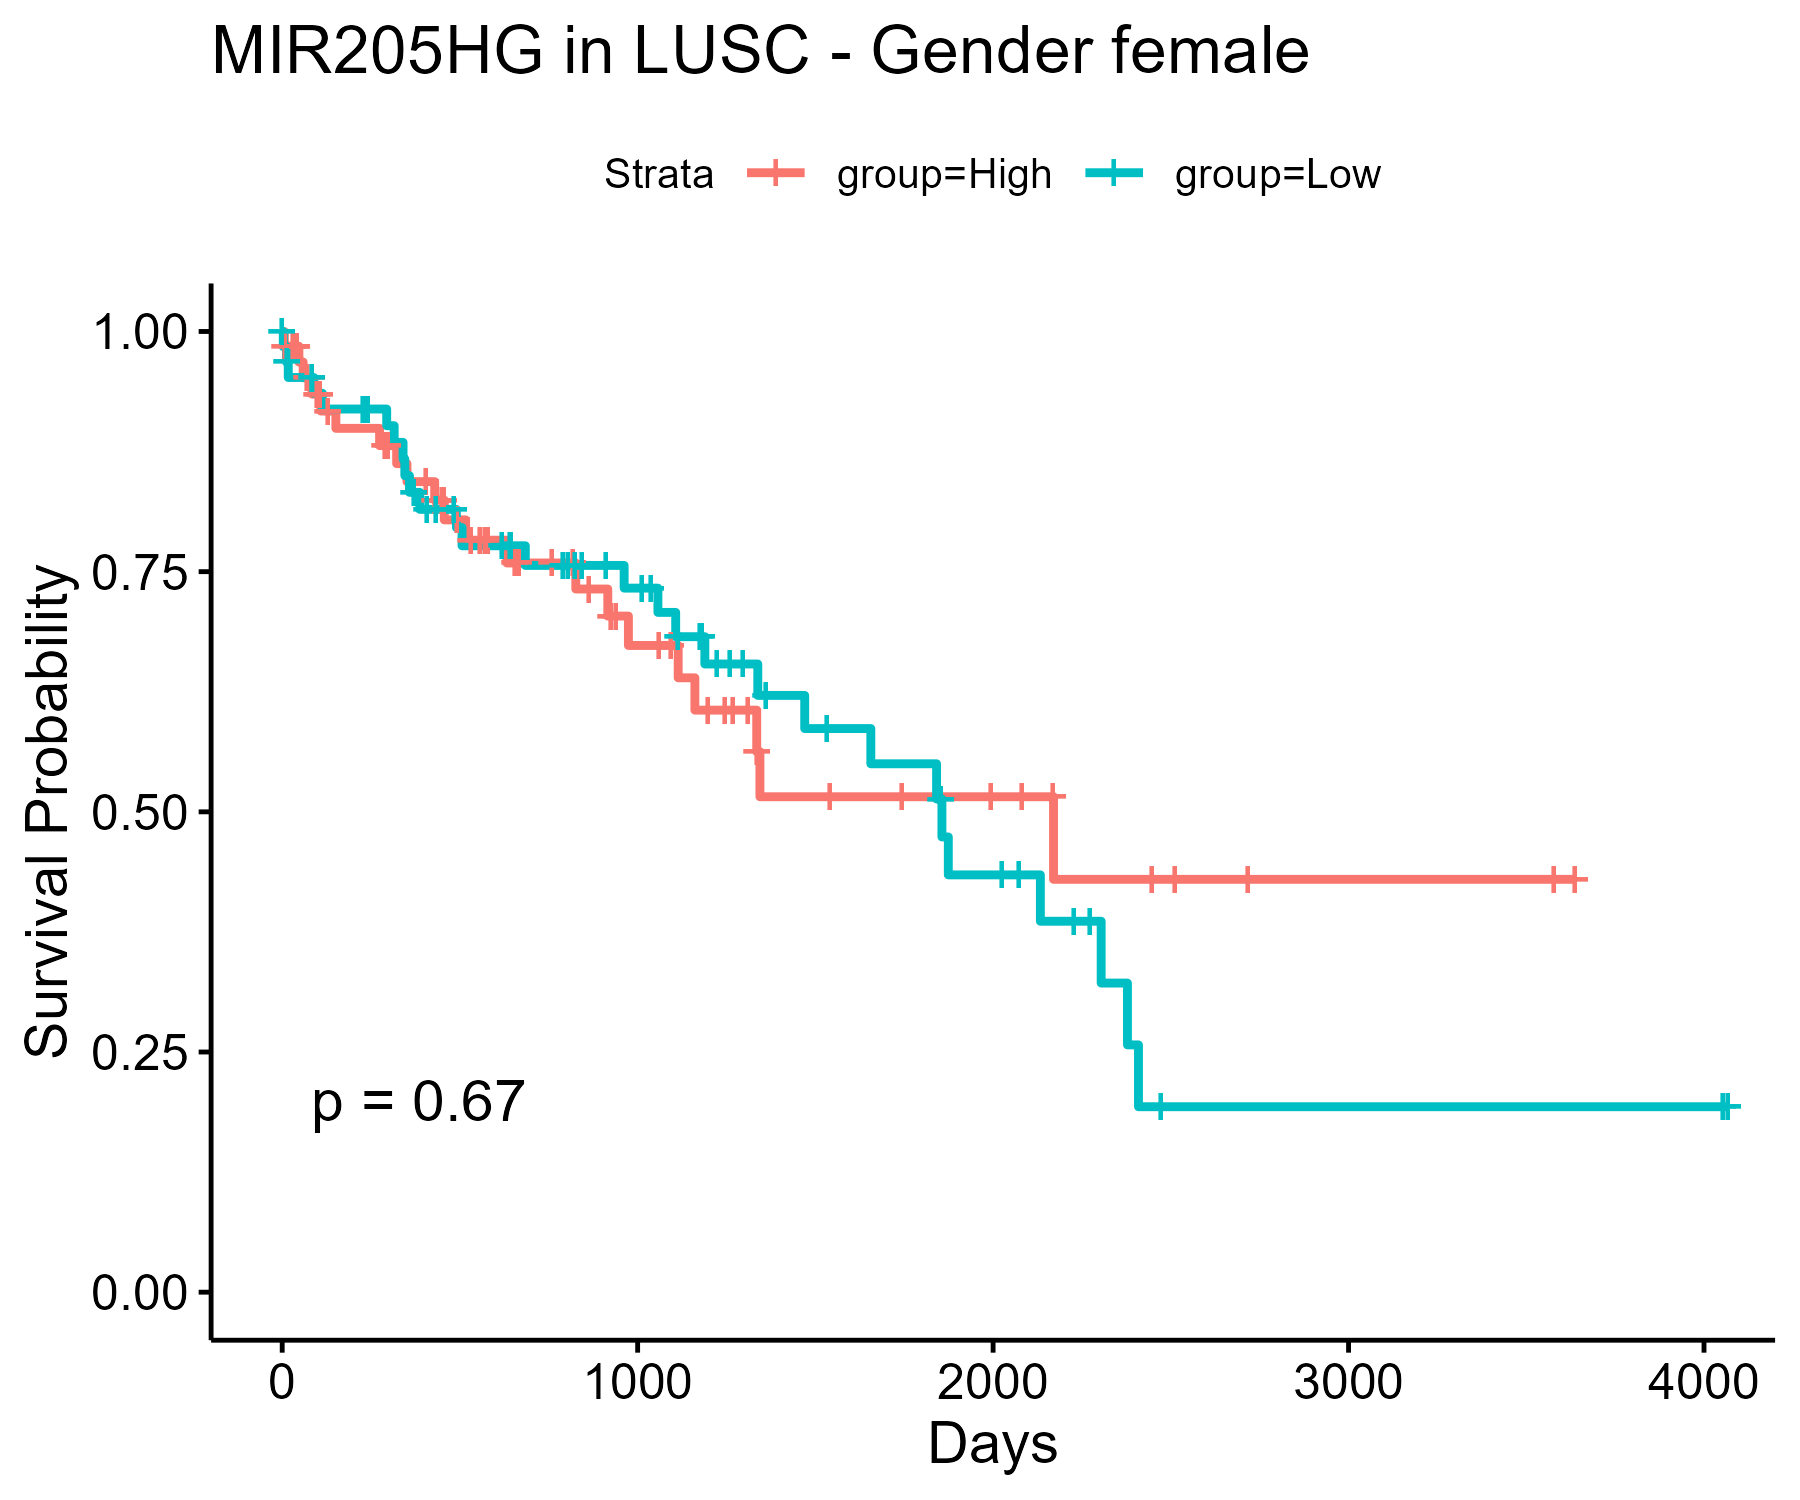 MIR205HG in LUSC - Gender female
Strata group=High group=Low
1.00
0.75
0.50
0.25
0.00
Survival Probability
p = 0.67
0 1000 2000 3000 4000
Days